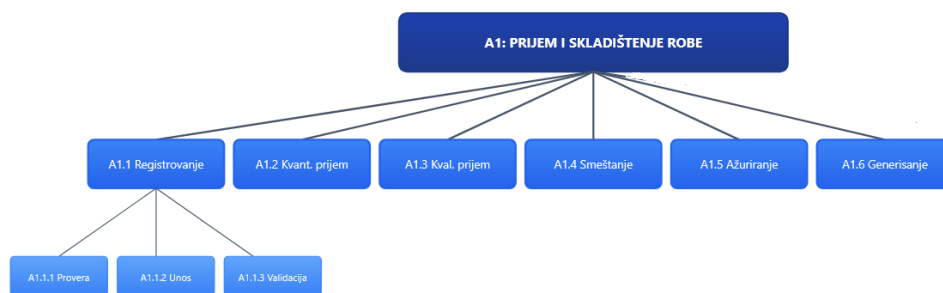 A1: PRIJEM I SKLADIŠTENJE ROBE
A1.1 Registrovanje
A1.2 Kvant. prijem
A1.3 Kval. prijem
A1.4 Smeštanje
A1.5 Ažuriranje
A1.6 Generisanje
A1.1.1 Provera
A1.1.2 Unos
A1.1.3 Validacija